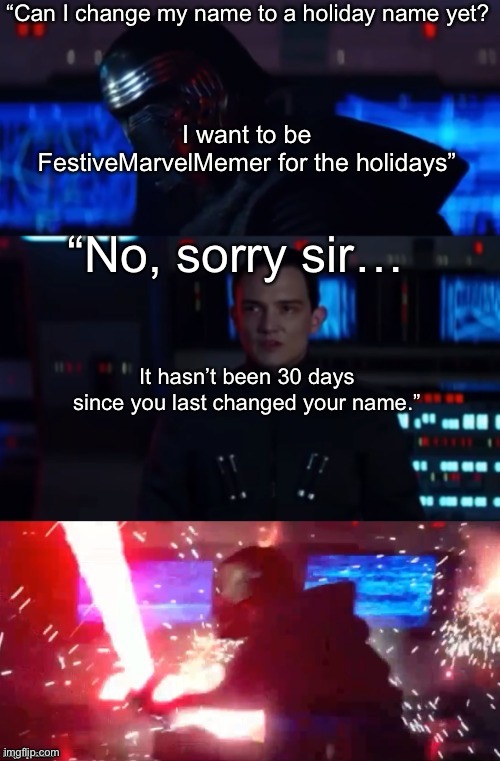 “Can I change my name to a holiday name yet?
I want to be
FestiveMarvelMemer for the holidays”
“No, sorry sir…
It hasn’t been 30 days
since you last changed your name.”
imgflip.com